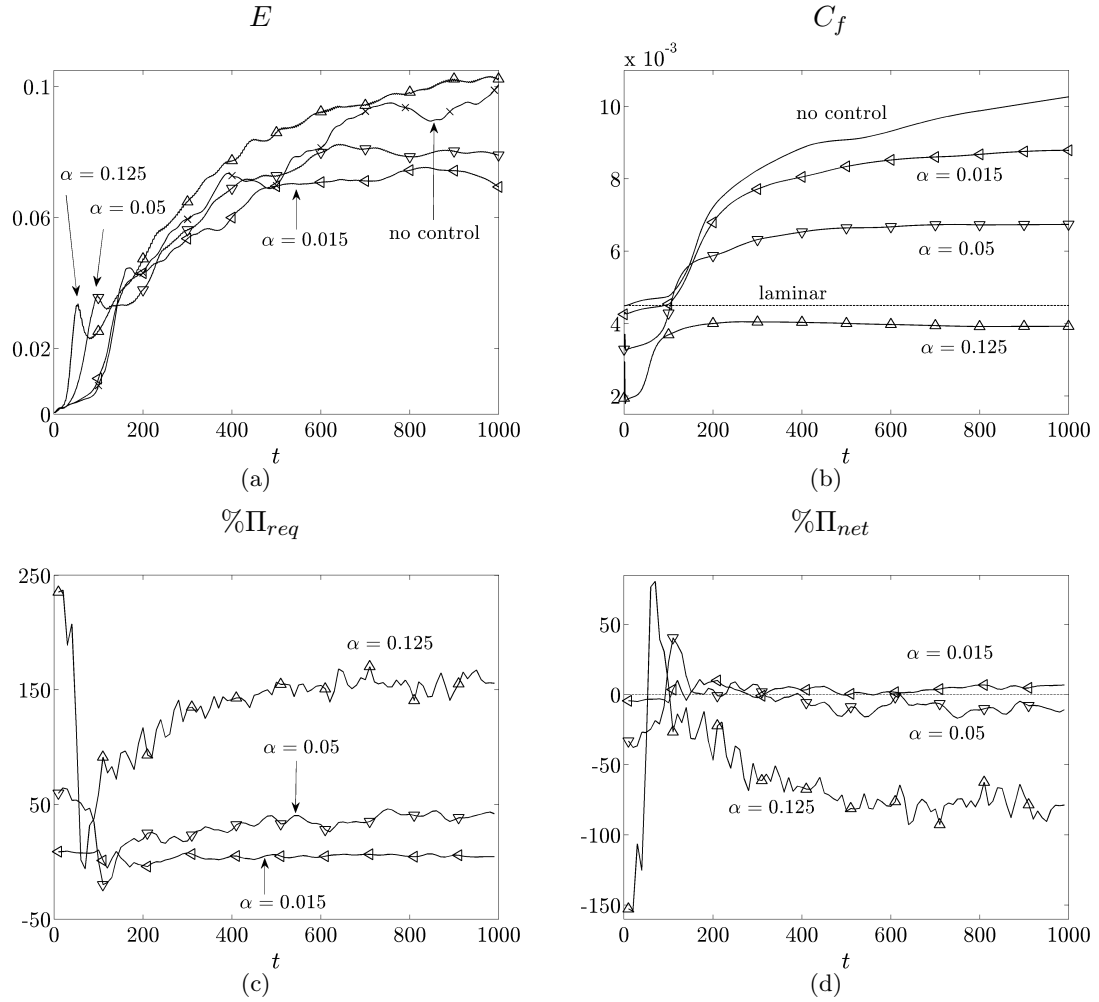 E
0.1
0.06
0.02
0
0 200 400 600 800 1000
α = 0.125
α = 0.05
α = 0.015
no control
t
(a)
C_f
x 10^-3
10
8
6
4
2
0 200 400 600 800 1000
no control
α = 0.015
α = 0.05
laminar
α = 0.125
t
(b)
%Π_req
250
150
50
-50
0 200 400 600 800 1000
α = 0.125
α = 0.05
α = 0.015
t
(c)
%Π_net
50
0
-50
-100
-150
0 200 400 600 800 1000
α = 0.015
α = 0.05
α = 0.125
t
(d)